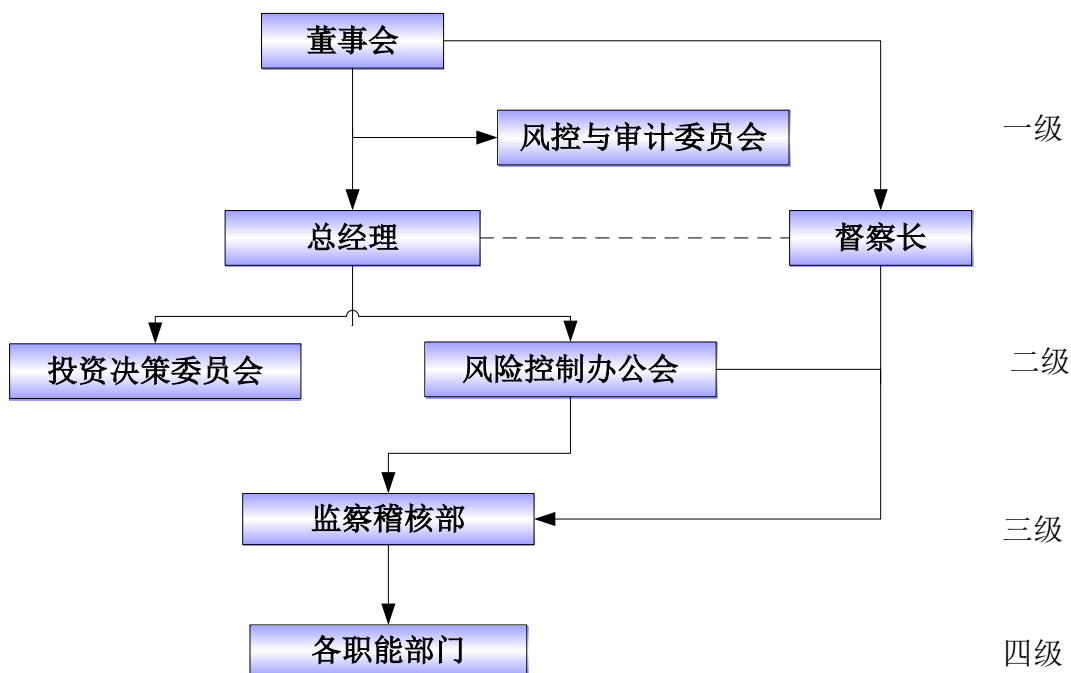 董事会
风控与审计委员会
一级
总经理
督察长
投资决策委员会
风险控制办公会
二级
监察稽核部
三级
各职能部门
四级